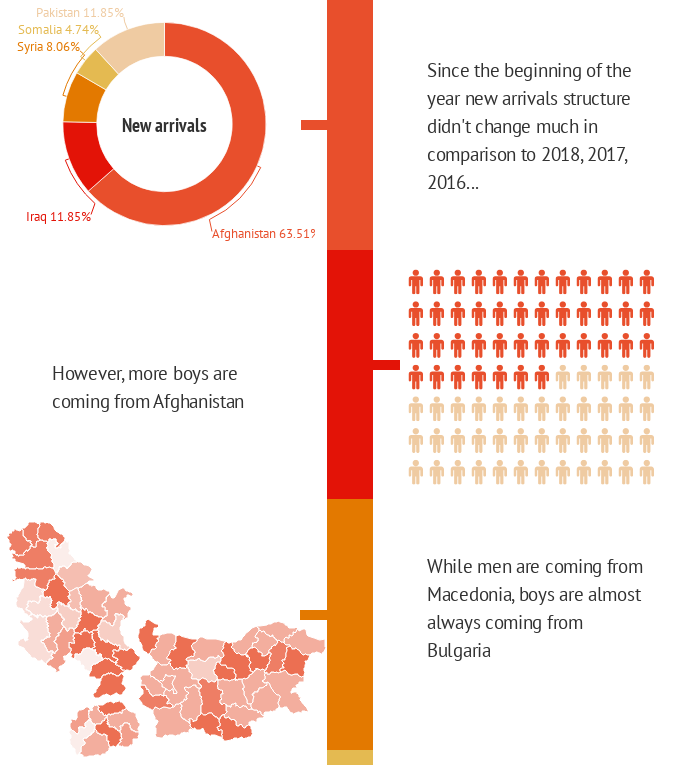 Pakistan 11.85%
Somalia 4.74%
Syria 8.06%
New arrivals
Iraq 11.85%
Afghanistan 63.51%
Since the beginning of the
year new arrivals structure
didn't change much in
comparison to 2018, 2017,
2016...
However, more boys are
coming from Afghanistan
While men are coming from
Macedonia, boys are almost
always coming from
Bulgaria